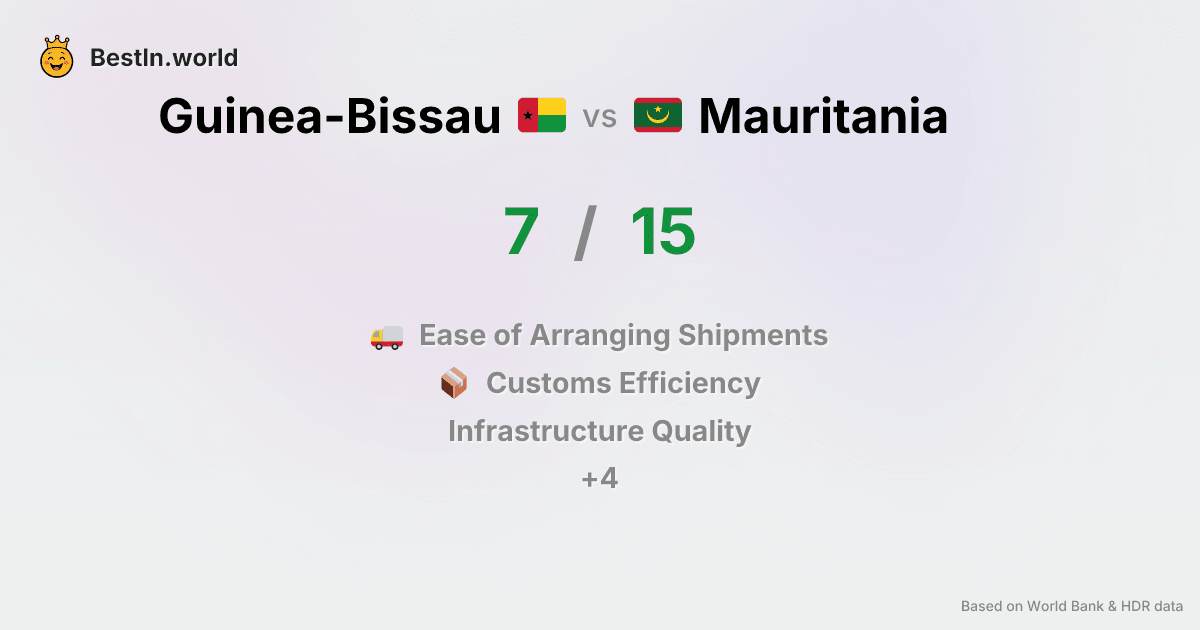 BestIn.world
Guinea-Bissau vs Mauritania
7 / 15
Ease of Arranging Shipments
Customs Efficiency
Infrastructure Quality
+4
Based on World Bank & HDR data